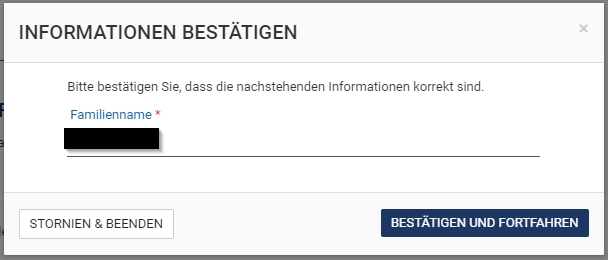 INFORMATIONEN BESTÄTIGEN ×
Bitte bestätigen Sie, dass die nachstehenden Informationen korrekt sind.
Familienname *
STORNIEN & BEENDEN
BESTÄTIGEN UND FORTFAHREN